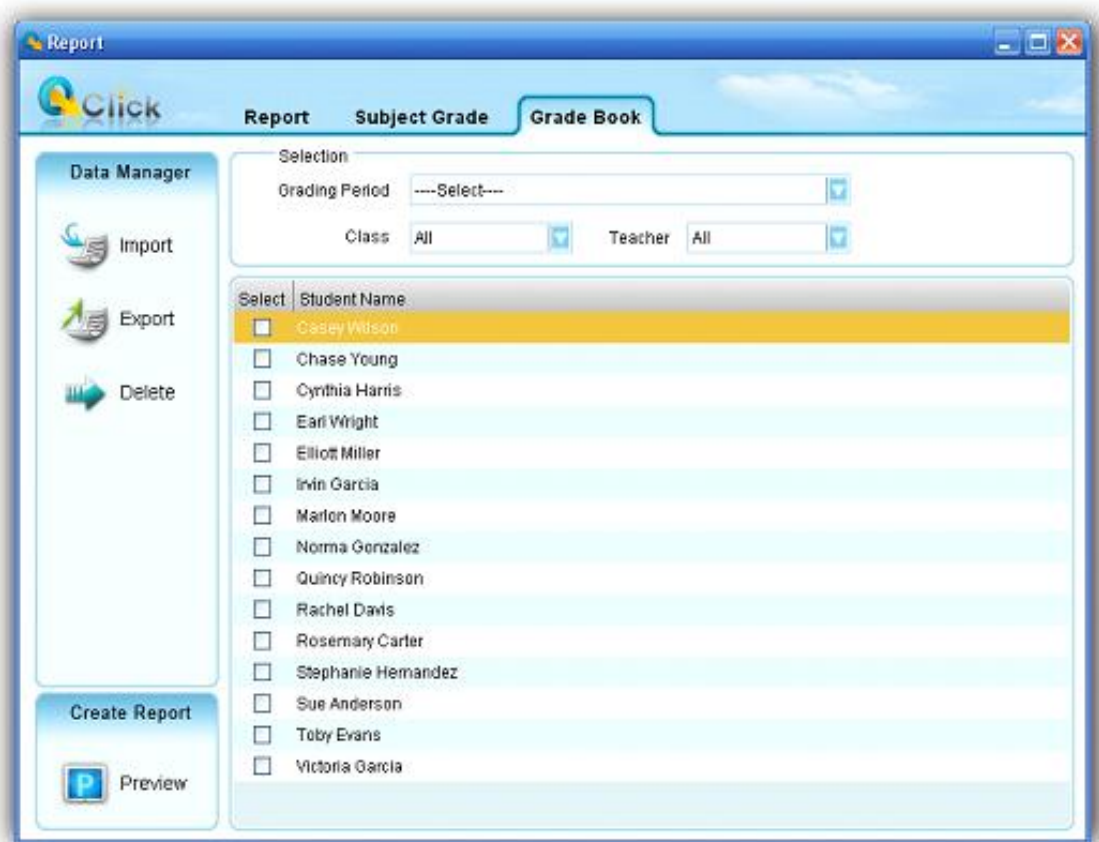 Report
QClick
Report Subject Grade Grade Book
Data Manager
Import
Export
Delete
Create Report
Preview
Selection
Grading Period ----Select----
Class All Teacher All
Select Student Name
Casey Wilson
Chase Young
Cynthia Harris
Earl Wright
Elliott Miller
Irvin Garcia
Marlon Moore
Norma Gonzalez
Quincy Robinson
Rachel Davis
Rosemary Carter
Stephanie Hernandez
Sue Anderson
Toby Evans
Victoria Garcia